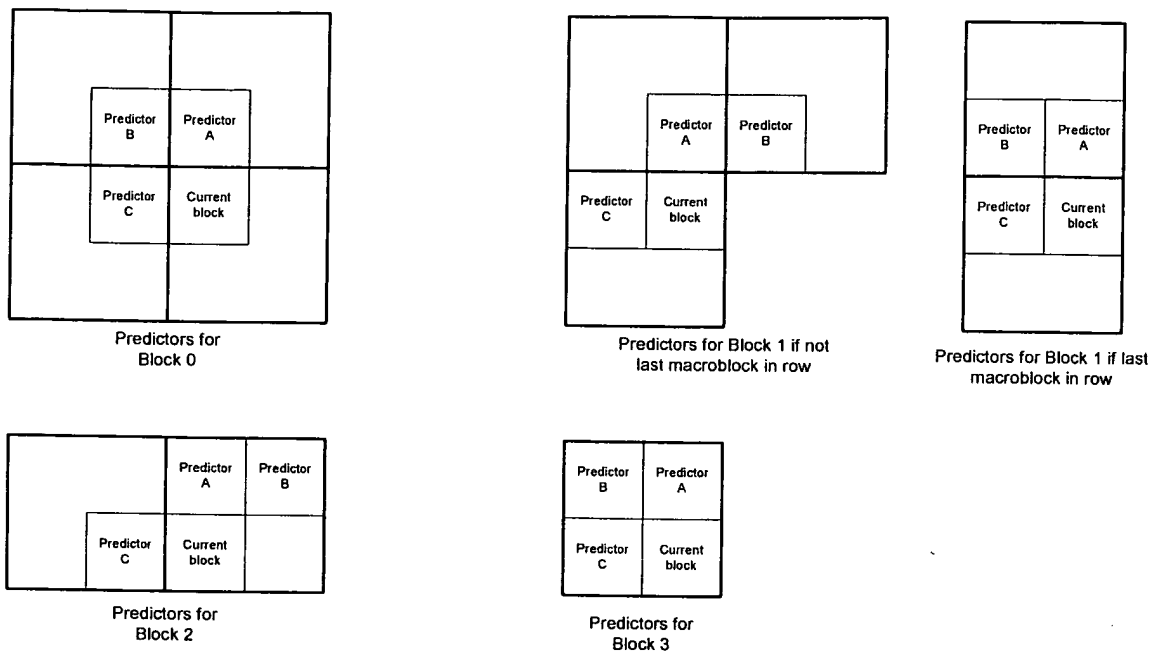 Predictor
B
Predictor
A
Predictor
C
Current
block
Predictors for
Block 0
Predictor
A
Predictor
B
Predictor
C
Current
block
Predictors for Block 1 if not
last macroblock in row
Predictor
B
Predictor
A
Predictor
C
Current
block
Predictors for Block 1 if last
macroblock in row
Predictor
A
Predictor
B
Predictor
C
Current
block
Predictors for
Block 2
Predictor
B
Predictor
A
Predictor
C
Current
block
Predictors for
Block 3